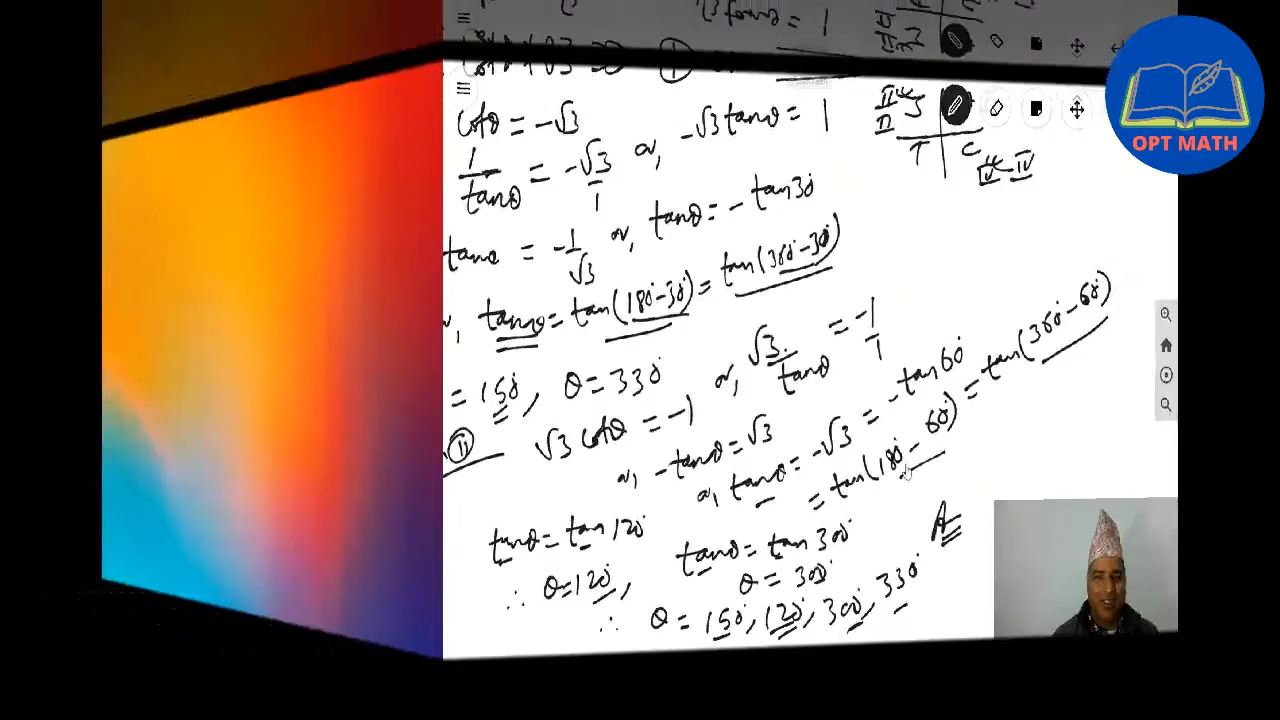 cotθ = -√3
1/tanθ = -√3/1 or, -√3 tanθ = 1
tanθ = -1/√3 or, tanθ = -tan30°
tanθ = tan(180°-30°) = tan(360°-30°)
= 150°, θ = 330°
II √3 cotθ = -1 or, √3/tanθ = -1/1
or, -tanθ = √3
or, tanθ = -√3 = -tan60°
= tan(180°-60°) = tan(360°-60°)
tanθ = tan120° tanθ = tan300°
∴ θ=120°, θ = 300°
∴ θ = 150°, 120°, 300°, 330°
T C
OPT MATH